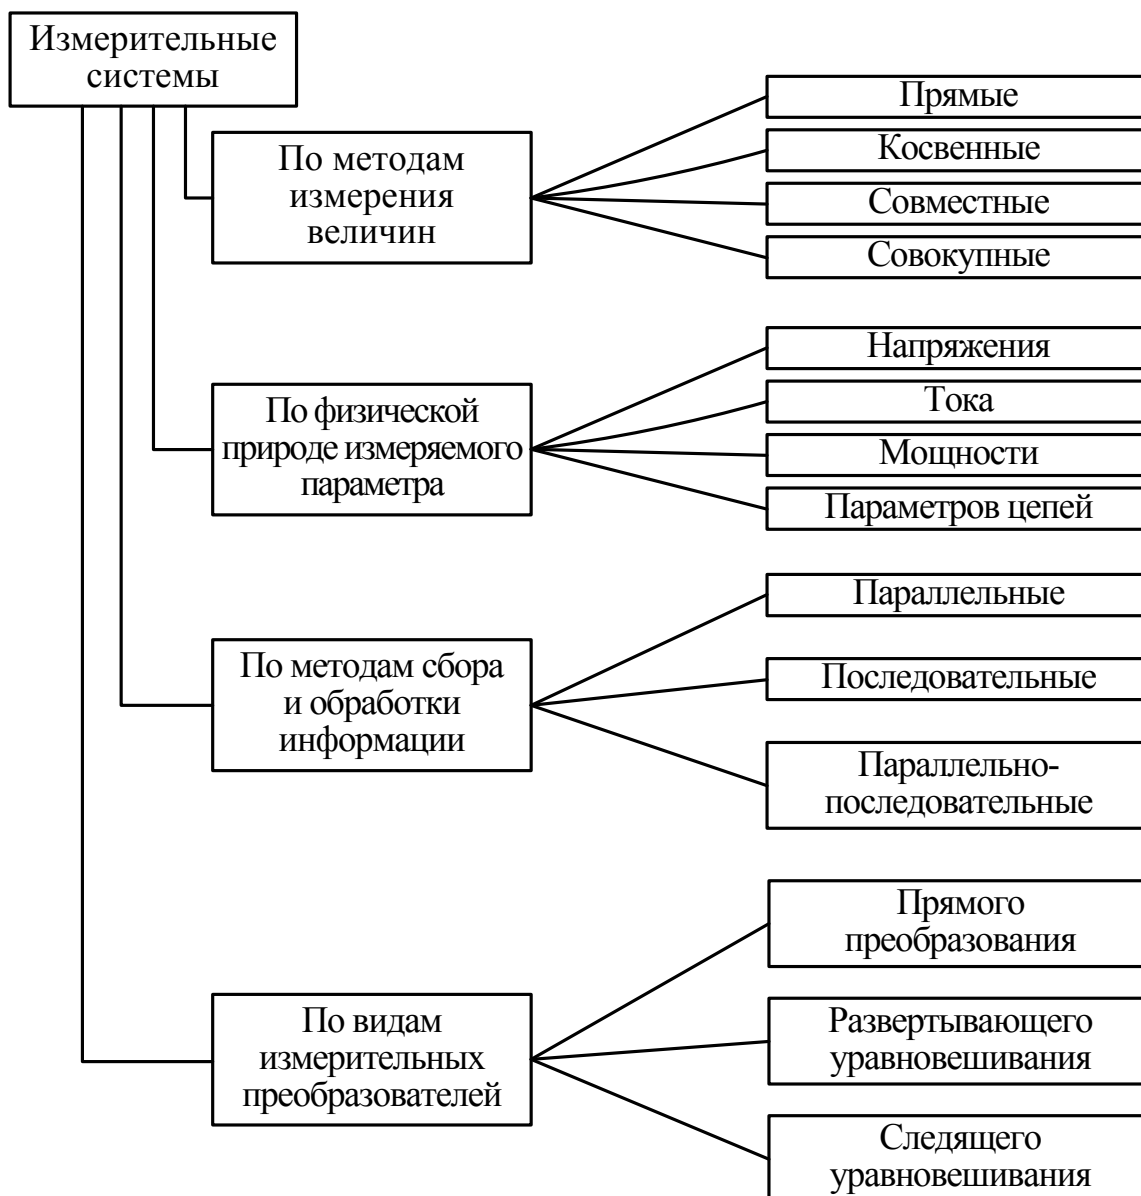 Измерительные
системы
По методам
измерения
величин
Прямые
Косвенные
Совместные
Совокупные
По физической
природе измеряемого
параметра
Напряжения
Тока
Мощности
Параметров цепей
По методам сбора
и обработки
информации
Параллельные
Последовательные
Параллельно-
последовательные
По видам
измерительных
преобразователей
Прямого
преобразования
Развертывающего
уравновешивания
Следящего
уравновешивания